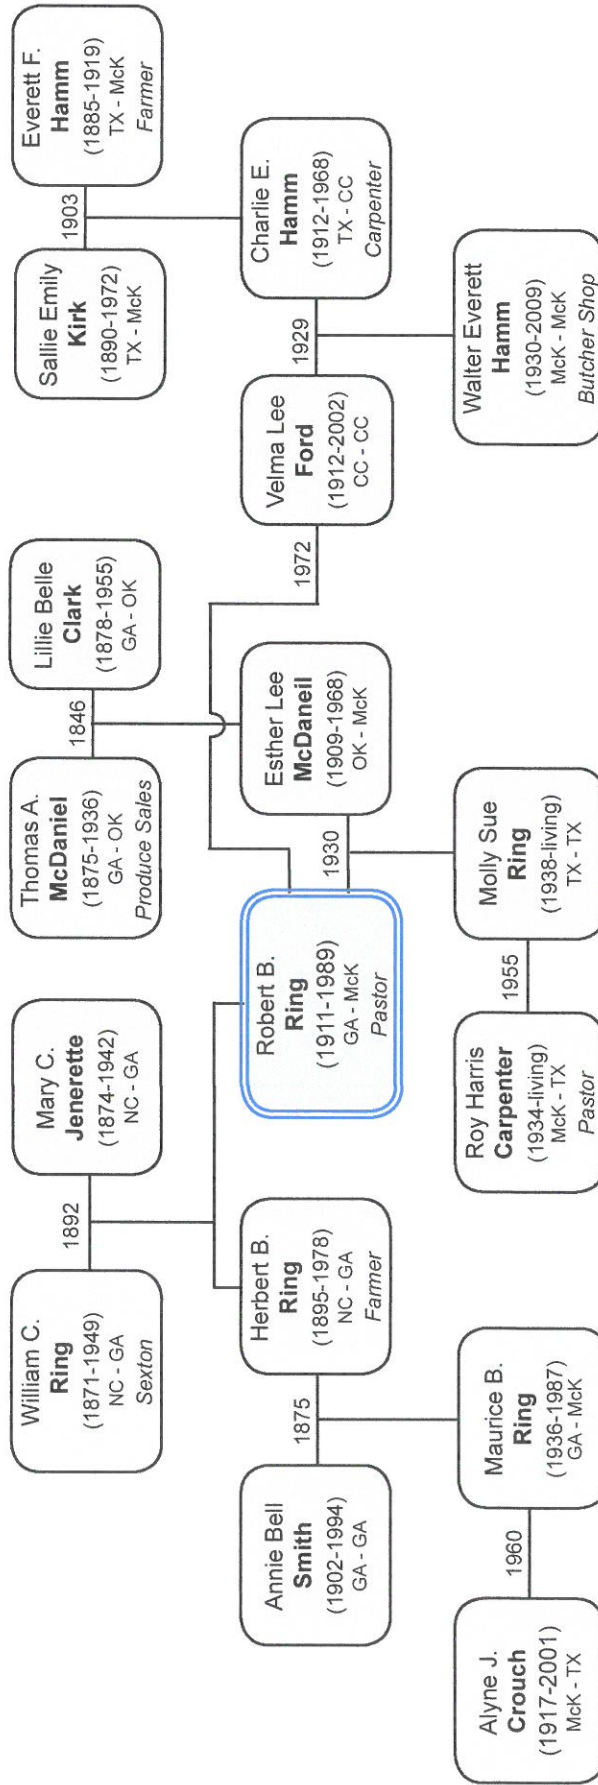 William C.
Ring
(1871-1949)
NC - GA
Sexton
1892
Mary C.
Jenerette
(1874-1942)
NC - GA
Thomas A.
McDaniel
(1875-1936)
GA - OK
Produce Sales
1846
Lillie Belle
Clark
(1878-1955)
GA - OK
Sallie Emily
Kirk
(1890-1972)
TX - McK
1903
Everett F.
Hamm
(1885-1919)
TX - McK
Farmer
Annie Bell
Smith
(1902-1994)
GA - GA
1875
Herbert B.
Ring
(1895-1978)
NC - GA
Farmer
Robert B.
Ring
(1911-1989)
GA - McK
Pastor
1930
Esther Lee
McDaneil
(1909-1968)
OK - McK
1972
Velma Lee
Ford
(1912-2002)
CC - CC
1929
Charlie E.
Hamm
(1912-1968)
TX - CC
Carpenter
Alyne J.
Crouch
(1917-2001)
McK - TX
1960
Maurice B.
Ring
(1936-1987)
GA - McK
Roy Harris
Carpenter
(1934-living)
McK - TX
Pastor
1955
Molly Sue
Ring
(1938-living)
TX - TX
Walter Everett
Hamm
(1930-2009)
McK - McK
Butcher Shop